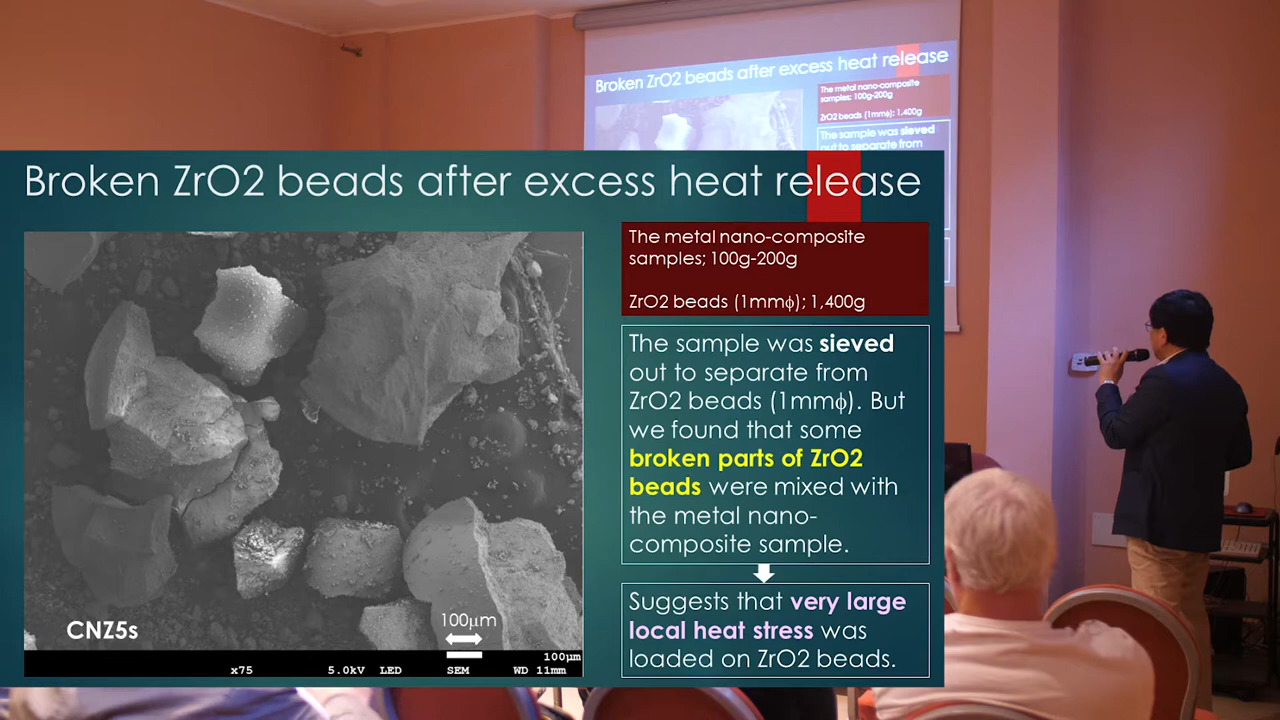 Broken ZrO2 beads after excess heat release
The metal nano-composite
samples: 100g-200g
ZrO2 beads (1mmϕ): 1,400g
The sample was sieved
out to separate from
Broken ZrO2 beads after excess heat release
The metal nano-composite
samples; 100g-200g
ZrO2 beads (1mmϕ); 1,400g
The sample was sieved
out to separate from
ZrO2 beads (1mmϕ). But
we found that some
broken parts of ZrO2
beads were mixed with
the metal nano-
composite sample.
Suggests that very large
local heat stress was
loaded on ZrO2 beads.
CNZ5s
100μm
100μm
x75 5.0kV LED SEM WD 11mm